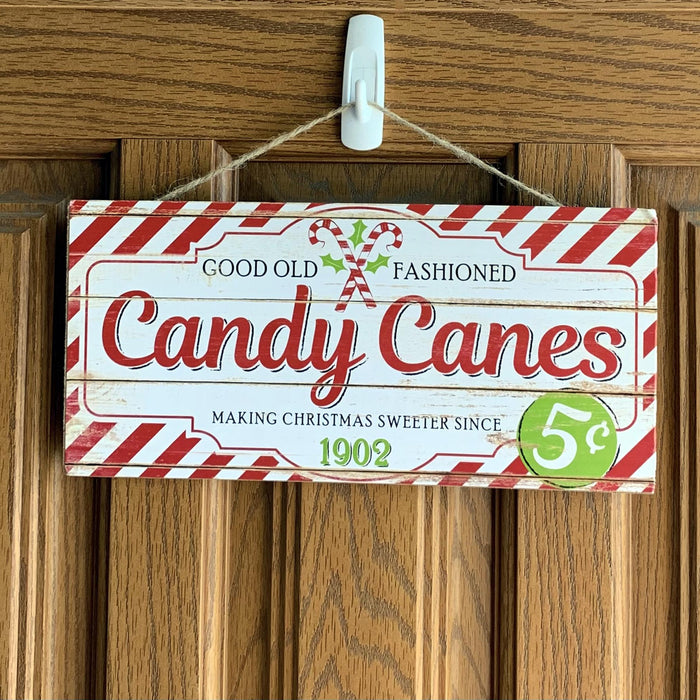 GOOD OLD FASHIONED
Candy Canes
MAKING CHRISTMAS SWEETER SINCE
1902
5¢